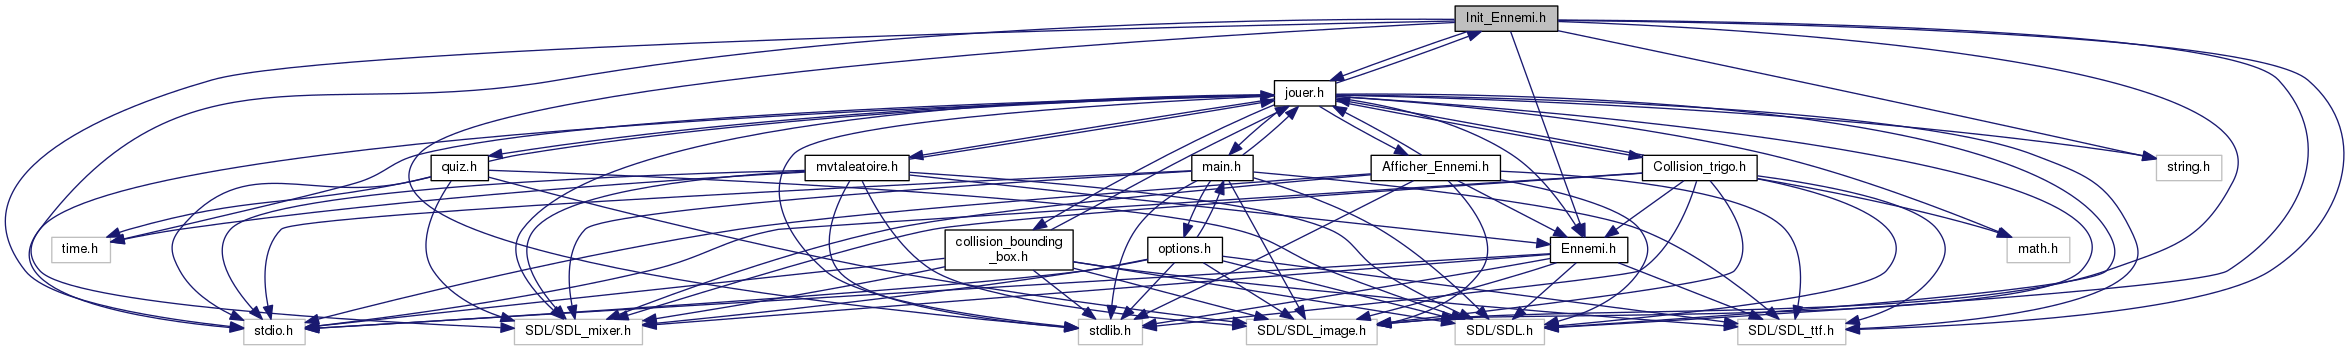 Init_Ennemi.h
jouer.h
quiz.h
mvtaleatoire.h
main.h
Afficher_Ennemi.h
Collision_trigo.h
string.h
time.h
collision_bounding
_box.h
options.h
Ennemi.h
math.h
stdio.h
SDL/SDL_mixer.h
stdlib.h
SDL/SDL_image.h
SDL/SDL.h
SDL/SDL_ttf.h